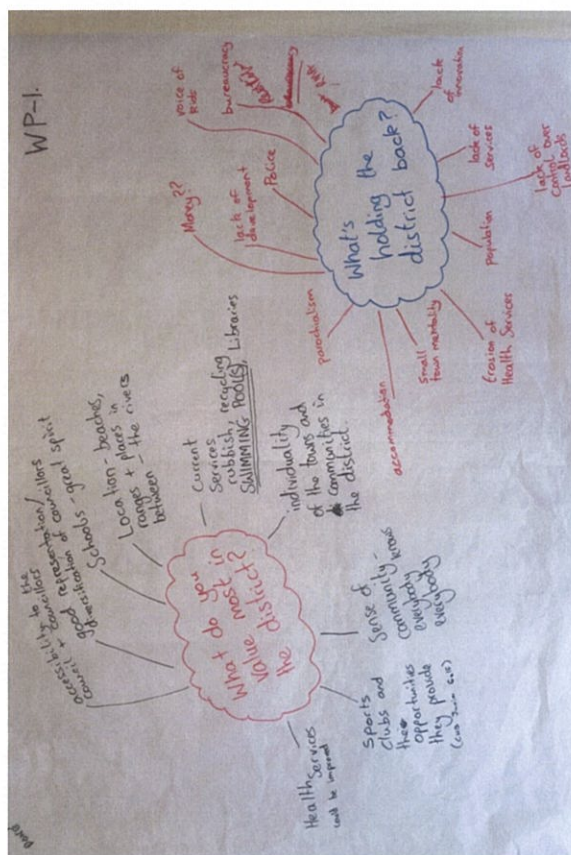 WP-1.
What do you
value most in
the district?
accessibility to the
council + councillors
good representation/
diversification of councillors
Schools - great spirit
Location - beaches,
ranges + places in
between - the rivers
Current
Services
rubbish, recycling
SWIMMING POOL(S), Libraries
individuality
of the towns and
communities in
the district.
Sense of
community -
everybody knows
everybody
Sports
clubs and
the opportunities
they provide
Health Services
could be improved
What's
holding the
district back?
parochialism
Money??
lack of
development
Police
voice of
kids
bureaucracy
lack of innovation
lack of
services
lack of
control over
landlords
population
Erosion of
Health Services
Small
town mentality
accommodation